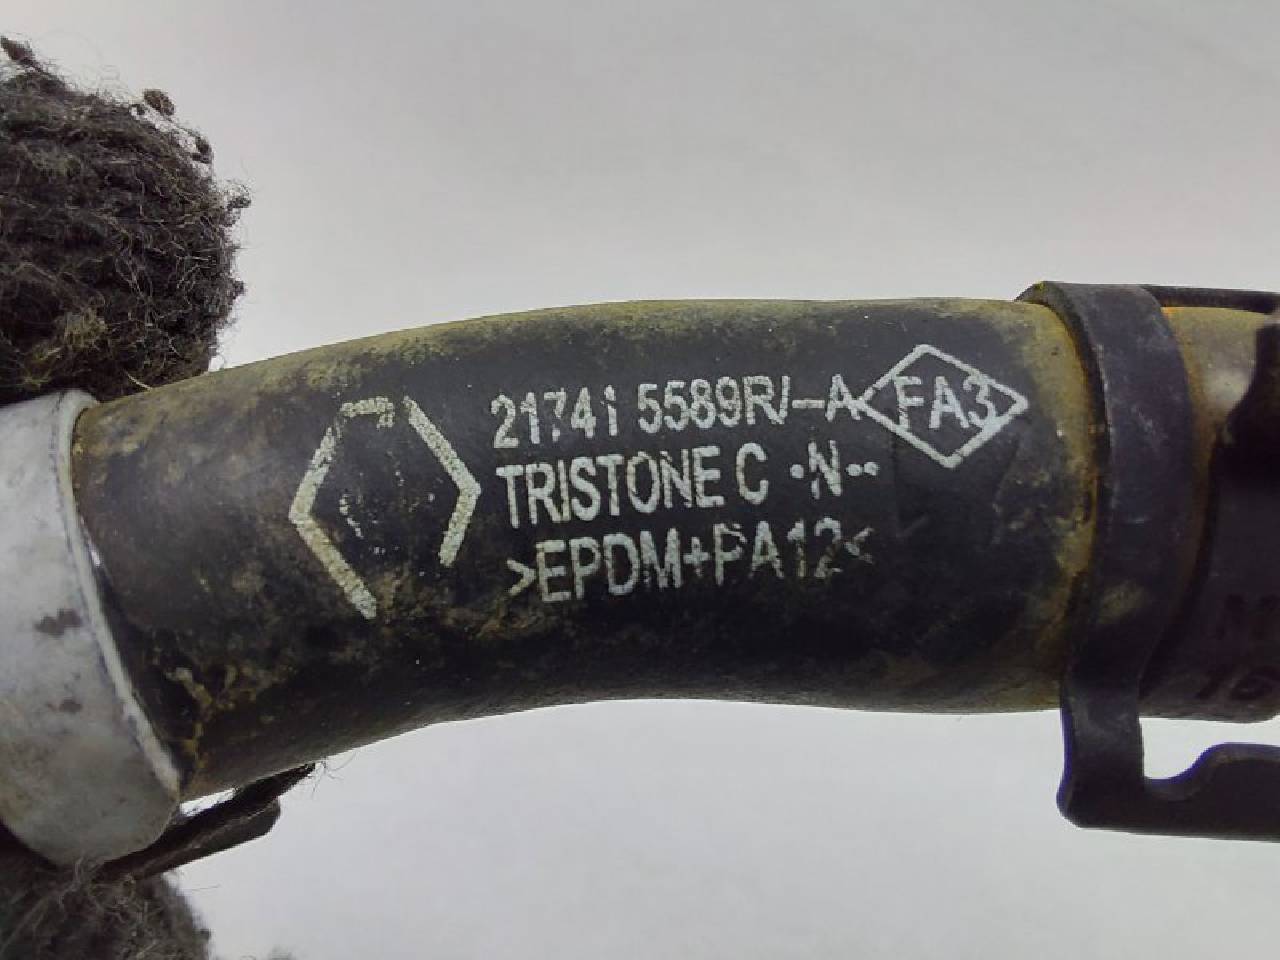 21741 5589R/-A FA3
TRISTONE C ·N··
>EPDM+PA12<